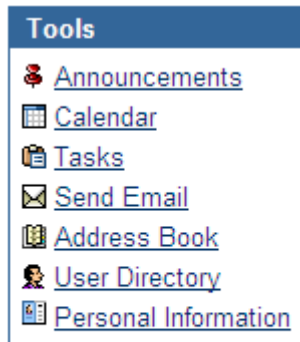 Tools
Announcements
Calendar
Tasks
Send Email
Address Book
User Directory
Personal Information